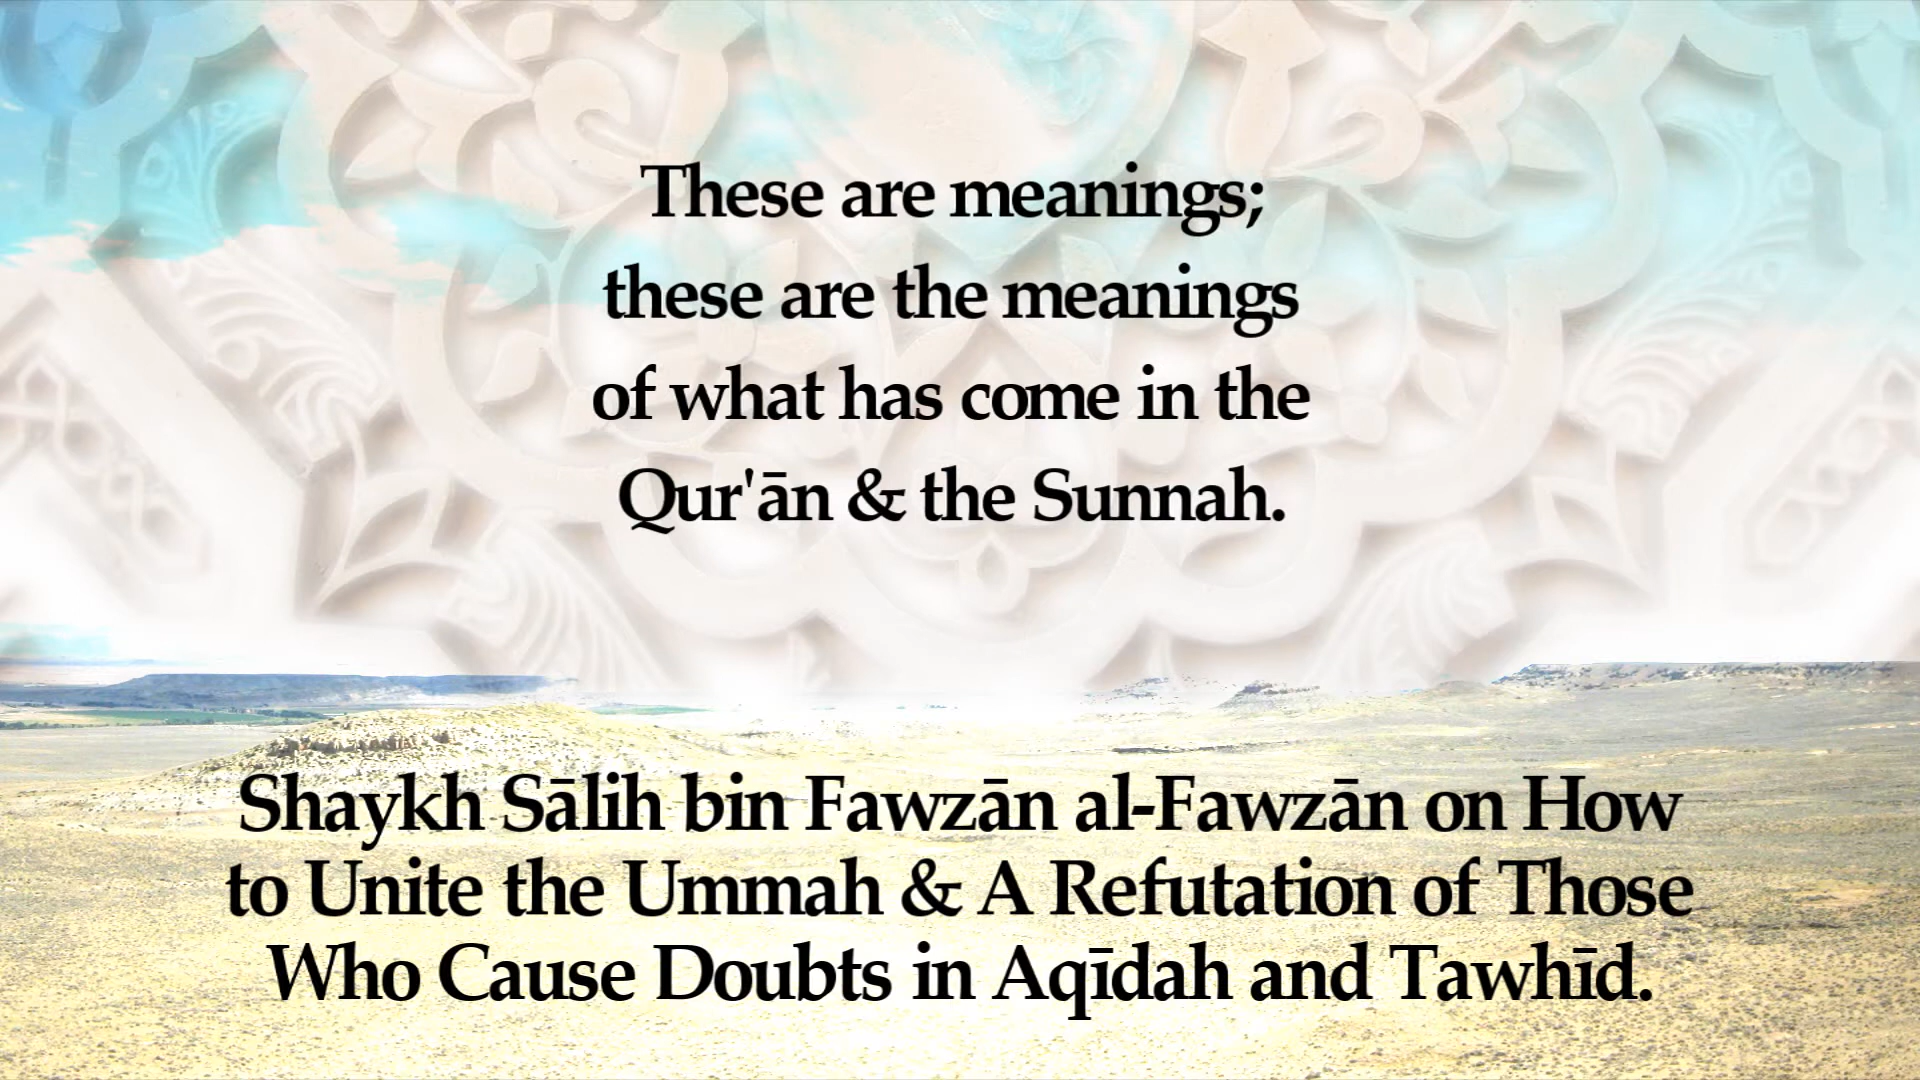 These are meanings;
these are the meanings
of what has come in the
Qur'ān & the Sunnah.
Shaykh Sālih bin Fawzān al-Fawzān on How
to Unite the Ummah & A Refutation of Those
Who Cause Doubts in Aqīdah and Tawhīd.